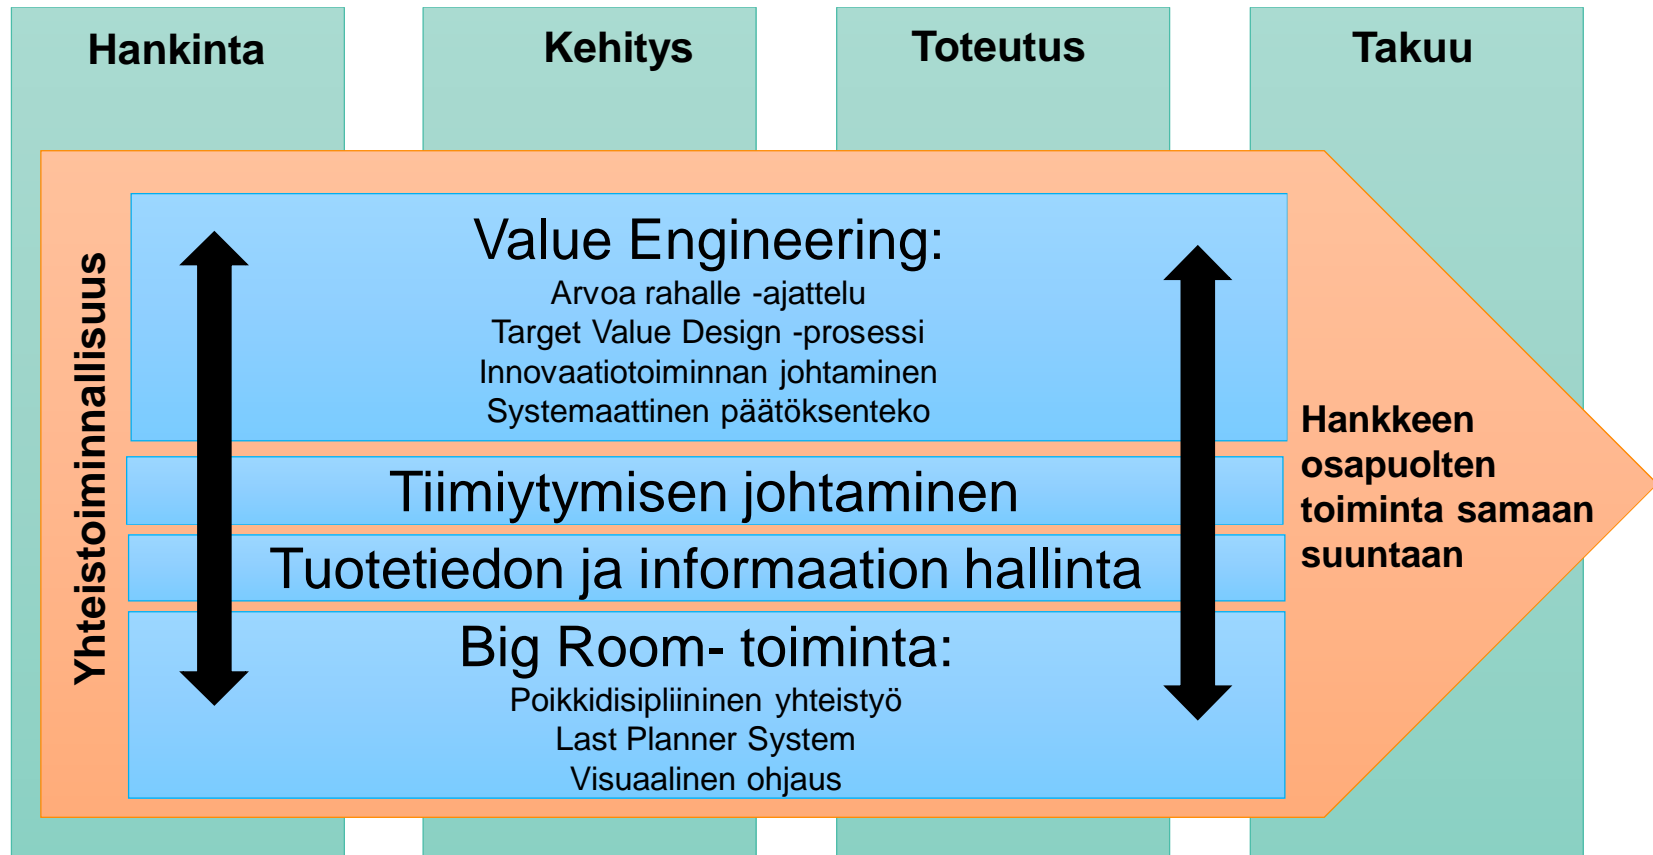 Hankinta
Kehitys
Toteutus
Takuu
Yhteistoiminnallisuus
Value Engineering:
Arvoa rahalle -ajattelu
Target Value Design -prosessi
Innovaatiotoiminnan johtaminen
Systemaattinen päätöksenteko
Tiimiytymisen johtaminen
Tuotetiedon ja informaation hallinta
Big Room- toiminta:
Poikkidisipliininen yhteistyö
Last Planner System
Visuaalinen ohjaus
Hankkeen
osapuolten
toiminta samaan
suuntaan